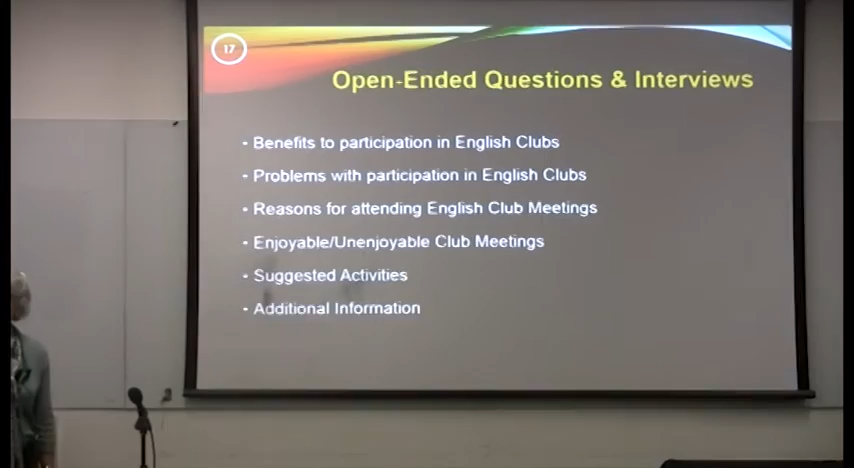 17
Open-Ended Questions & Interviews
- Benefits to participation in English Clubs
- Problems with participation in English Clubs
- Reasons for attending English Club Meetings
- Enjoyable/Unenjoyable Club Meetings
- Suggested Activities
- Additional Information